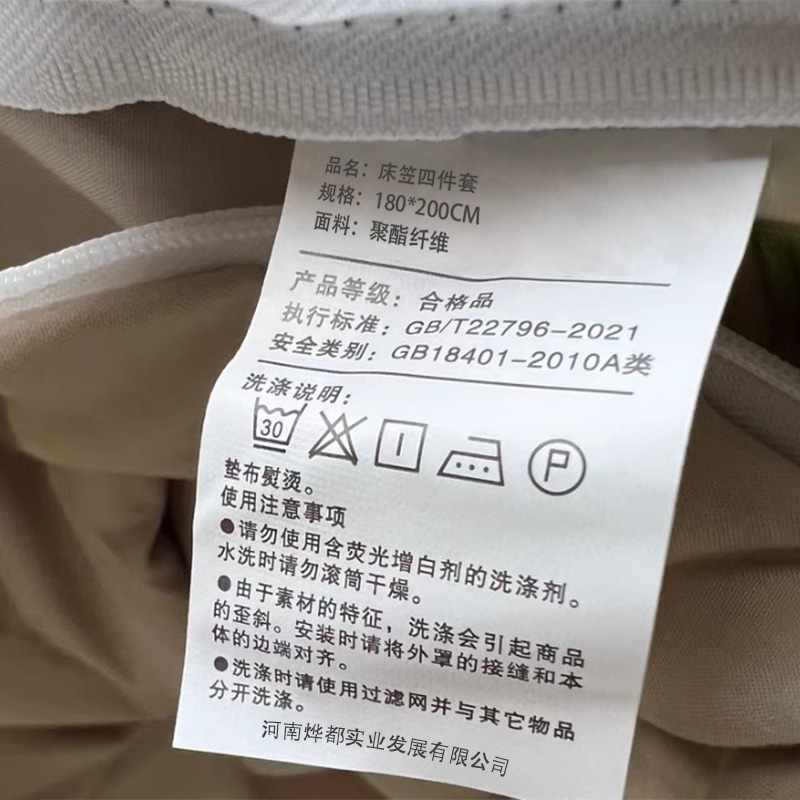 品名：床笠四件套
规格：180*200CM
面料：聚酯纤维
产品等级：合格品
执行标准：GB/T22796-2021
安全类别：GB18401-2010A类
洗涤说明：
30
P
垫布熨烫。
使用注意事项
●请勿使用含荧光增白剂的洗涤剂。
水洗时请勿滚筒干燥。
●由于素材的特征，洗涤会引起商品
的歪斜。安装时请将外罩的接缝和本
体的边端对齐。
●洗涤时请使用过滤网并与其它物品
分开洗涤。
河南烨都实业发展有限公司